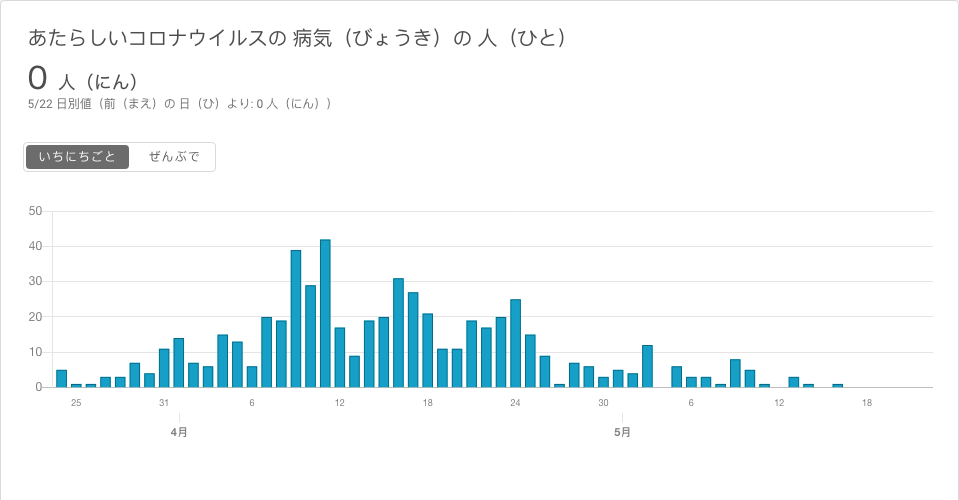 あたらしいコロナウイルスの 病気（びょうき）の 人（ひと）
0 人（にん）
5/22 日別値（前（まえ）の 日（ひ）より: 0 人（にん））
いちにちごと ぜんぶで
50
40
30
20
10
0
25 31 6 12 18 24 30 6 12 18
4月 5月